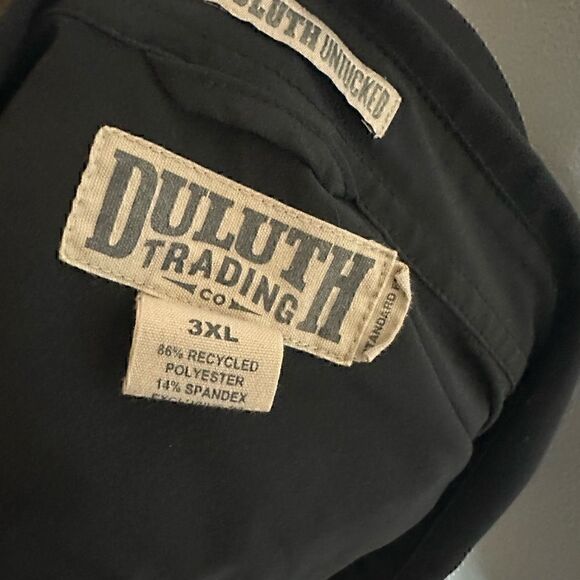 DULUTH UNTUCKED
DULUTH
TRADING
CO
STANDARD
3XL
86% RECYCLED
POLYESTER
14% SPANDEX